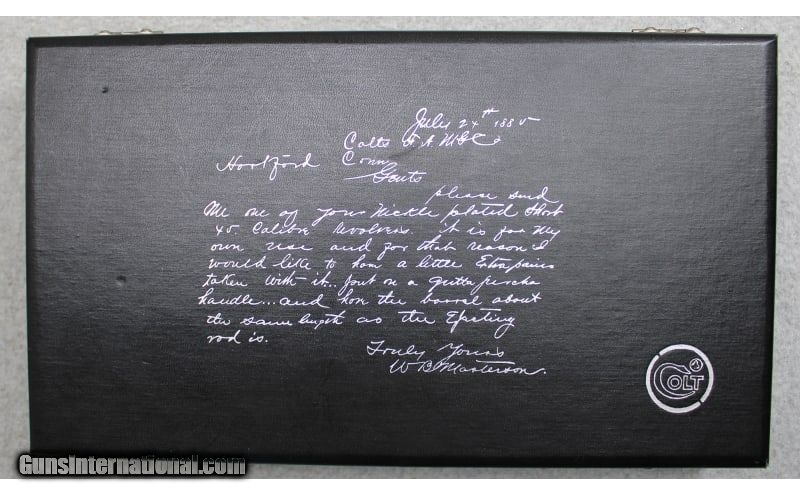 July 24th 1885
Colts F. A. MfC
Hartford Conn
Gents
please send
Me one of your Nickle plated Short
45 Calibre Revolvers. it is for My
own use and for that reason I
would like to have a little Extra paines
taken with it... put on a gutta percha
handle... and have the barrel about
the same length as the Ejecting
rod is.
Truly Yours
W B Masterson.
COLT
GunsInternational.com